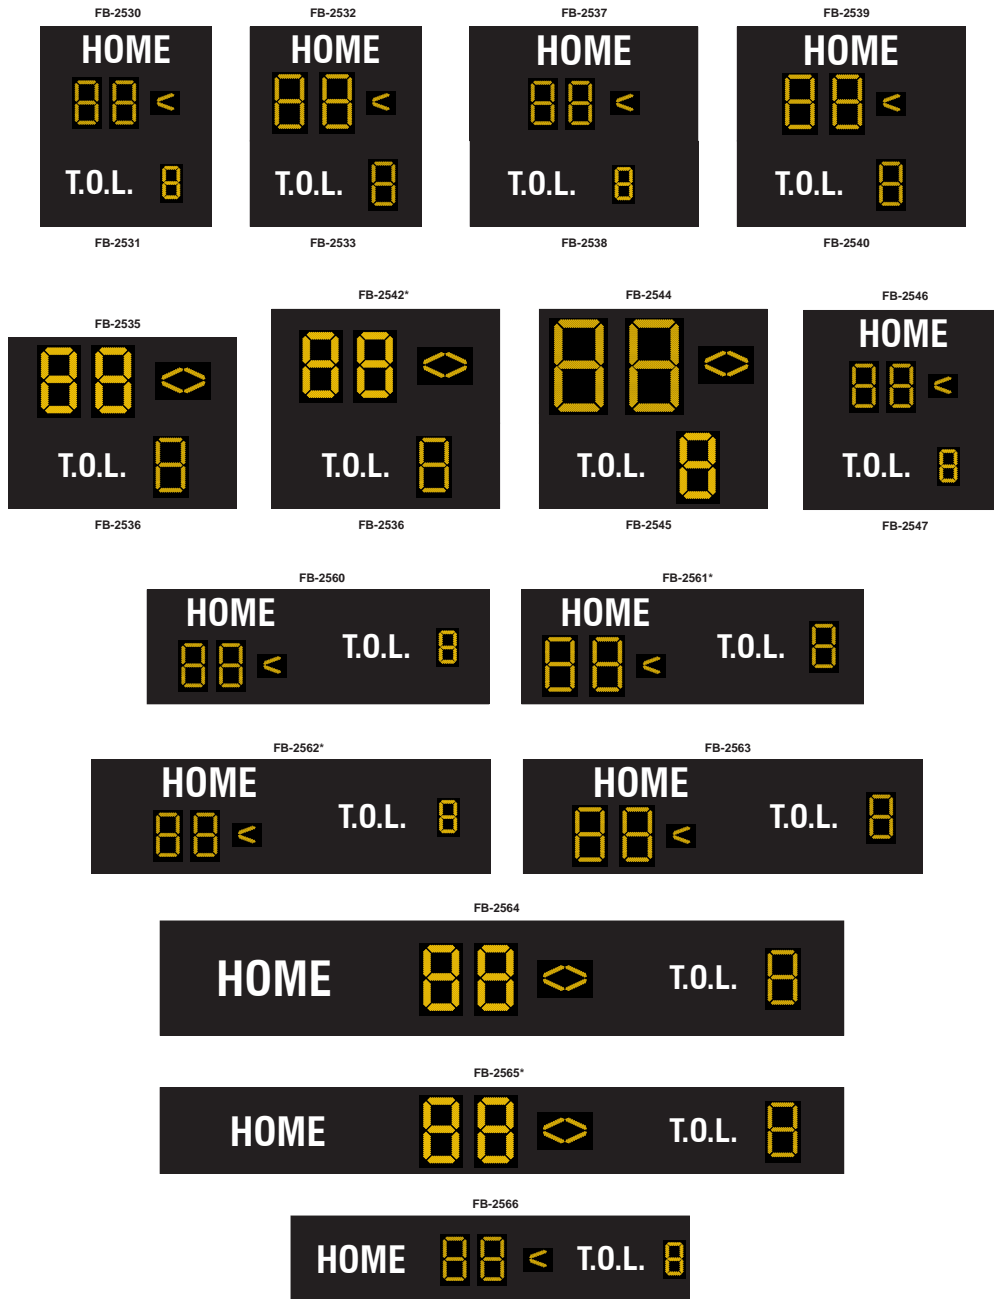 FB-2530 FB-2532 FB-2537 FB-2539
HOME HOME HOME HOME
88 < 88 < 88 < 88 <
T.O.L. 8 T.O.L. 8 T.O.L. 8 T.O.L. 8
FB-2531 FB-2533 FB-2538 FB-2540
FB-2535 FB-2542* FB-2544 FB-2546
HOME
88 <> 88 <> 88 <> 88 <
T.O.L. 8 T.O.L. 8 T.O.L. 8 T.O.L. 8
FB-2536 FB-2536 FB-2545 FB-2547
FB-2560 FB-2561*
HOME HOME
88 < T.O.L. 8 88 < T.O.L. 8
FB-2562* FB-2563
HOME HOME
88 < T.O.L. 8 88 < T.O.L. 8
FB-2564
HOME 88 <> T.O.L. 8
FB-2565*
HOME 88 <> T.O.L. 8
FB-2566
HOME 88 < T.O.L. 8